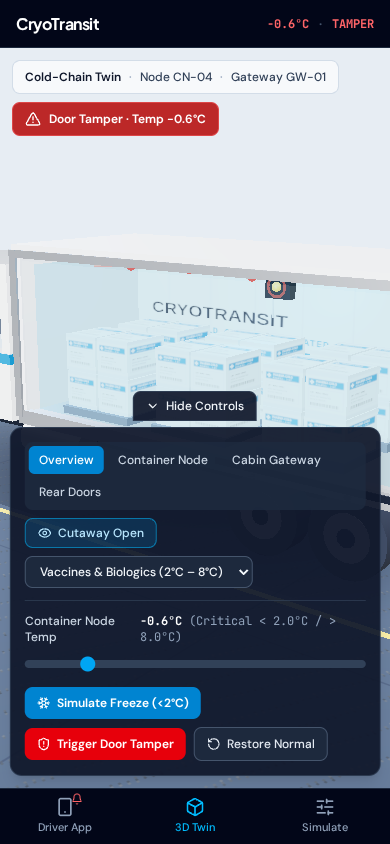 CryoTransit
-0.6°C · TAMPER
Cold-Chain Twin · Node CN-04 · Gateway GW-01
Door Tamper · Temp -0.6°C
CRYOTRANSIT
Hide Controls
Overview
Container Node
Cabin Gateway
Rear Doors
Cutaway Open
Vaccines & Biologics (2°C – 8°C)
Container Node
Temp
-0.6°C (Critical < 2.0°C / >
8.0°C)
Simulate Freeze (<2°C)
Trigger Door Tamper
Restore Normal
Driver App
3D Twin
Simulate